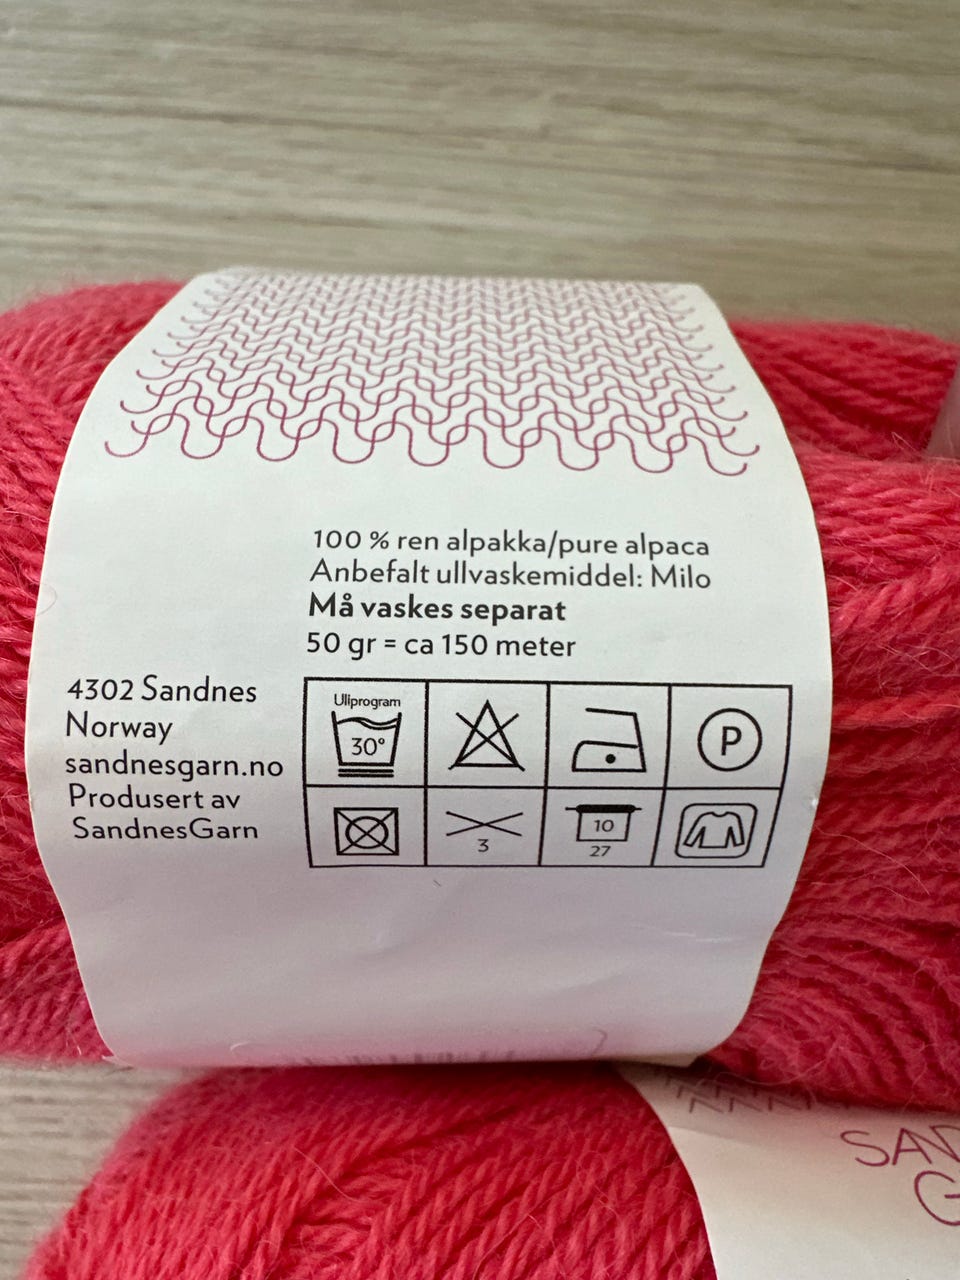 100 % ren alpakka/pure alpaca
Anbefalt ullvaskemiddel: Milo
Må vaskes separat
50 gr = ca 150 meter
4302 Sandnes
Norway
sandnesgarn.no
Produsert av
SandnesGarn
Ullprogram
30°
P
3
10
27